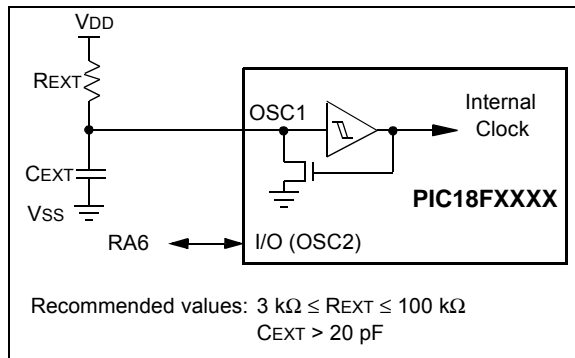 VDD
REXT
OSC1
Internal
Clock
CEXT
PIC18FXXXX
VSS
RA6
I/O (OSC2)
Recommended values: 3 kΩ ≤ REXT ≤ 100 kΩ
CEXT > 20 pF